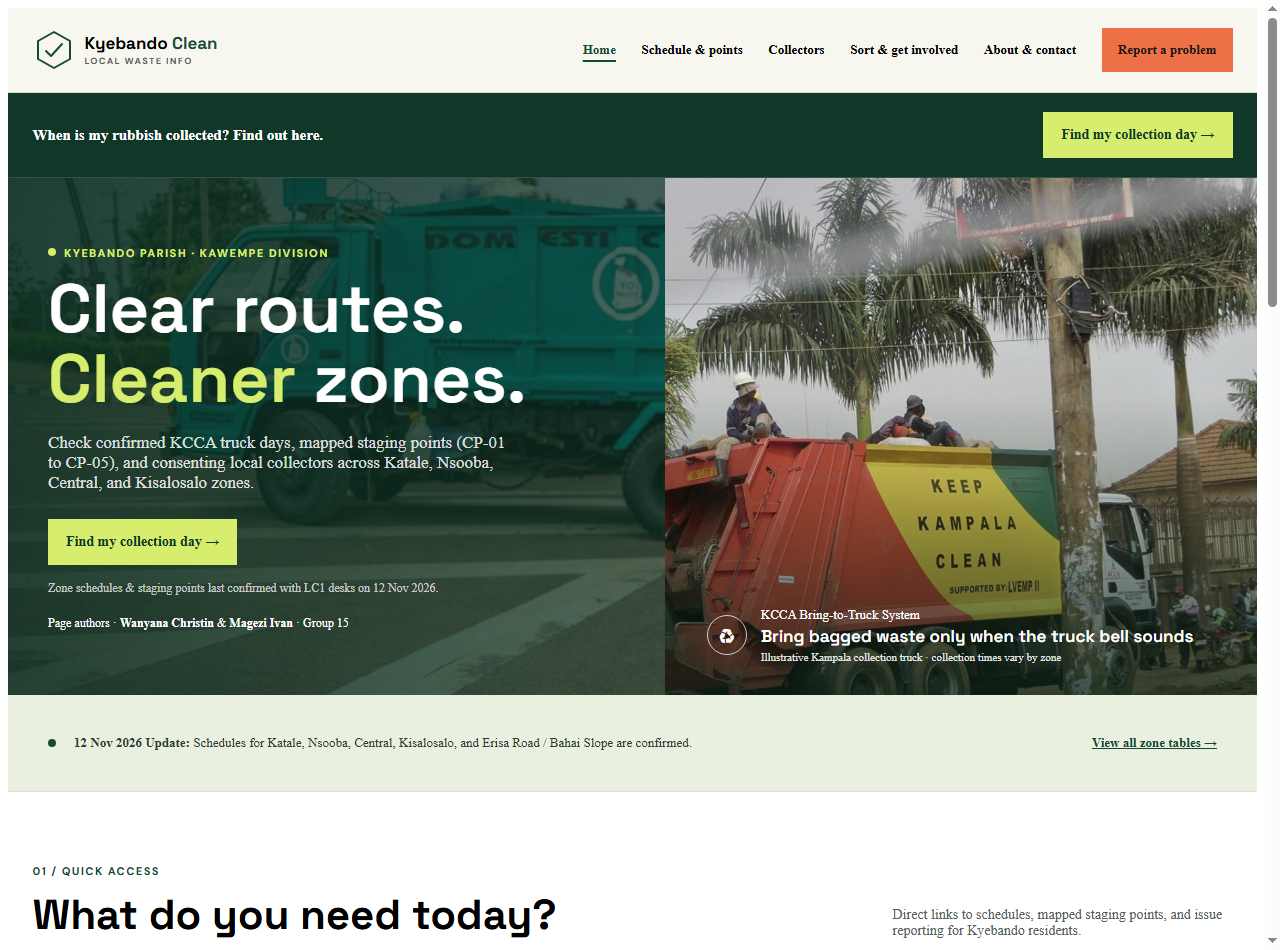 Kyebando Clean
LOCAL WASTE INFO
Home
Schedule & points
Collectors
Sort & get involved
About & contact
Report a problem
When is my rubbish collected? Find out here.
Find my collection day →
KYEBANDO PARISH · KAWEMPE DIVISION
Clear routes.
Cleaner zones.
Check confirmed KCCA truck days, mapped staging points (CP-01
to CP-05), and consenting local collectors across Katale, Nsooba,
Central, and Kisalosalo zones.
Find my collection day →
Zone schedules & staging points last confirmed with LC1 desks on 12 Nov 2026.
Page authors · Wanyana Christin & Magezi Ivan · Group 15
DOMESTIC
KEEP
KAMPALA
CLEAN
SUPPORTED BY:LVEMP II
KCCA Bring-to-Truck System
Bring bagged waste only when the truck bell sounds
Illustrative Kampala collection truck · collection times vary by zone
12 Nov 2026 Update: Schedules for Katale, Nsooba, Central, Kisalosalo, and Erisa Road / Bahai Slope are confirmed.
View all zone tables →
01 / QUICK ACCESS
What do you need today?
Direct links to schedules, mapped staging points, and issue
reporting for Kyebando residents.